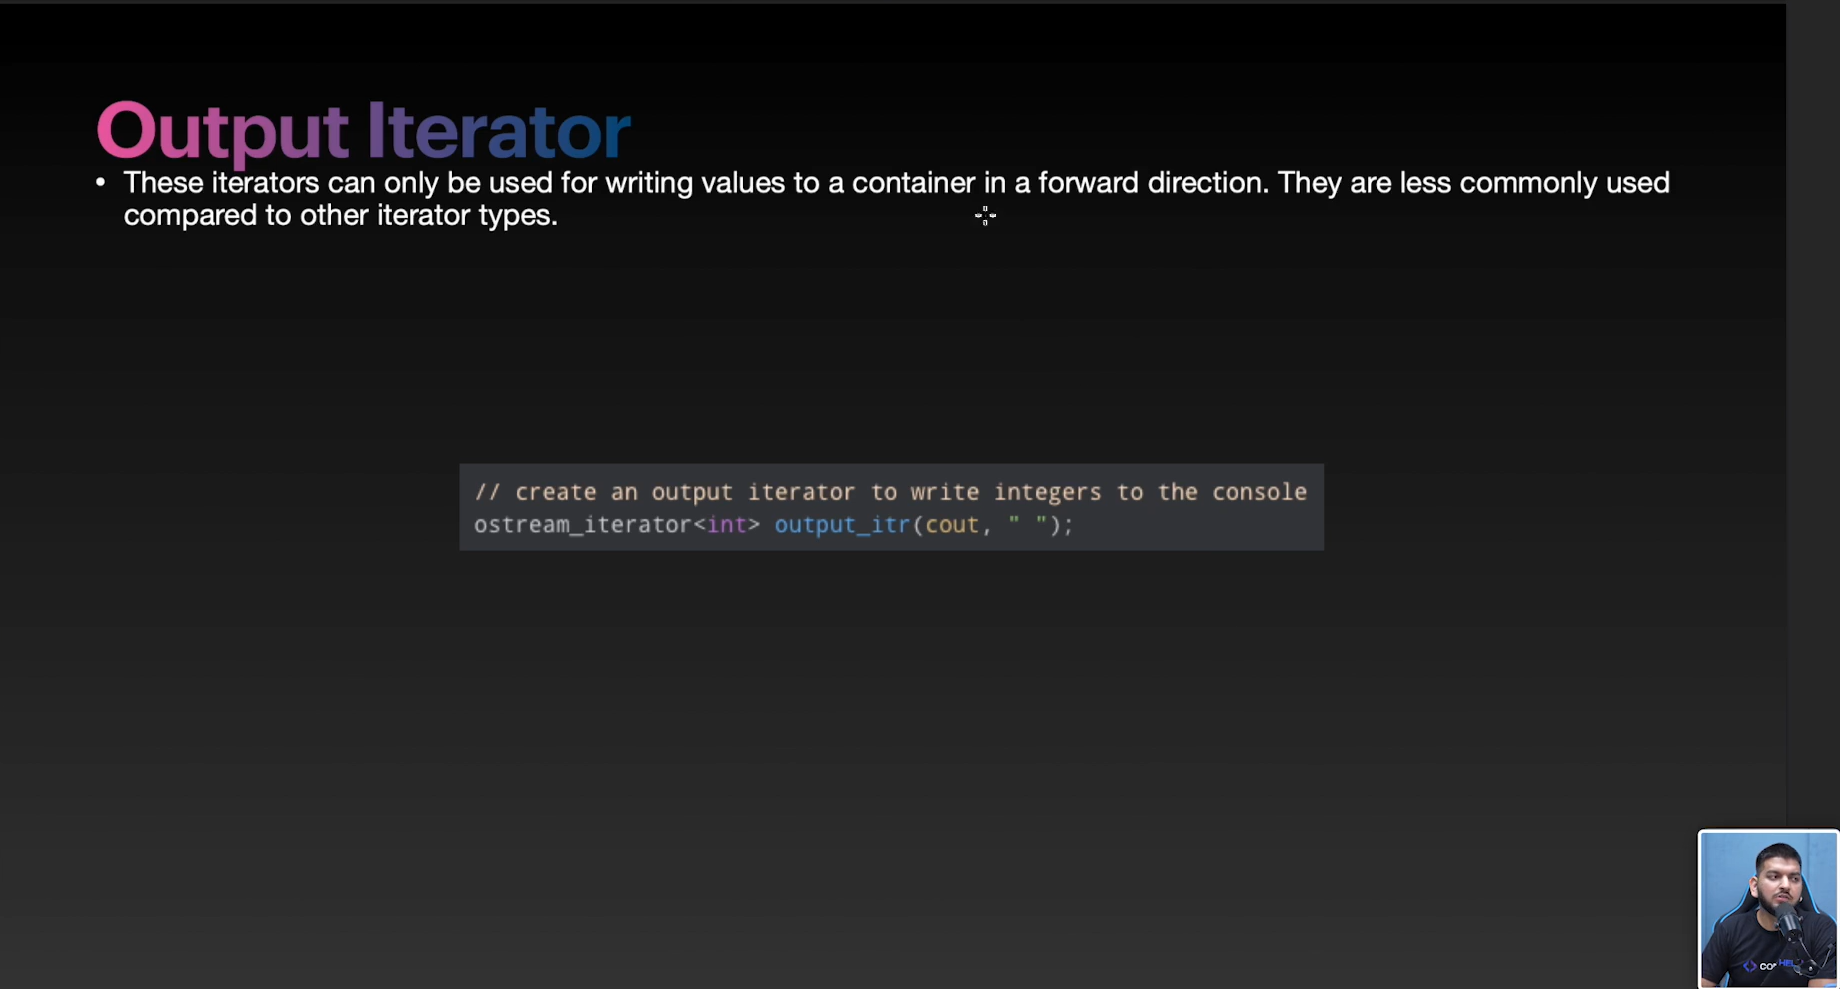 Output Iterator
• These iterators can only be used for writing values to a container in a forward direction. They are less commonly used
compared to other iterator types.
// create an output iterator to write integers to the console
ostream_iterator<int> output_itr(cout, " ");